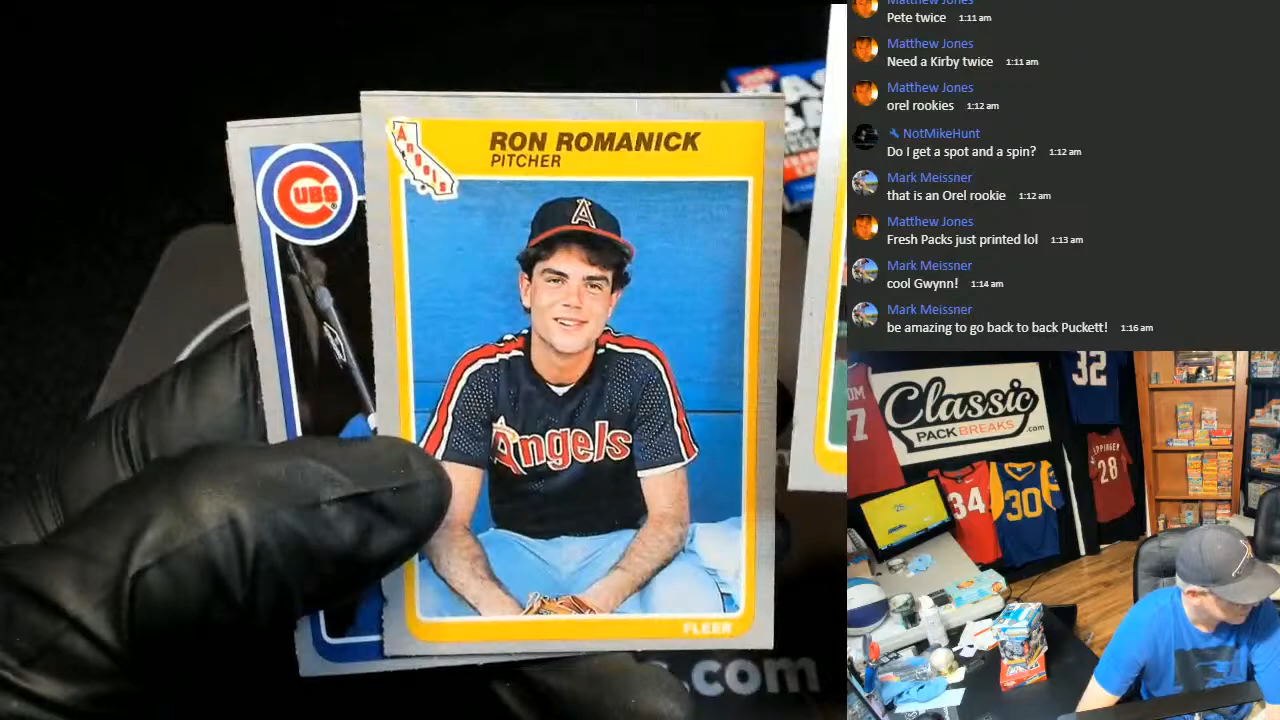 RON ROMANICK
PITCHER
Angels
CUBS
A
Angels
FLEER
.com
Matthew Jones
Pete twice 1:11 am
Matthew Jones
Need a Kirby twice 1:11 am
Matthew Jones
orel rookies 1:12 am
NotMikeHunt
Do I get a spot and a spin? 1:12 am
Mark Meissner
that is an Orel rookie 1:12 am
Matthew Jones
Fresh Packs just printed lol 1:13 am
Mark Meissner
cool Gwynn! 1:14 am
Mark Meissner
be amazing to go back to back Puckett! 1:16 am
Classic
PACK BREAKS
.com
32
7
34
30
28